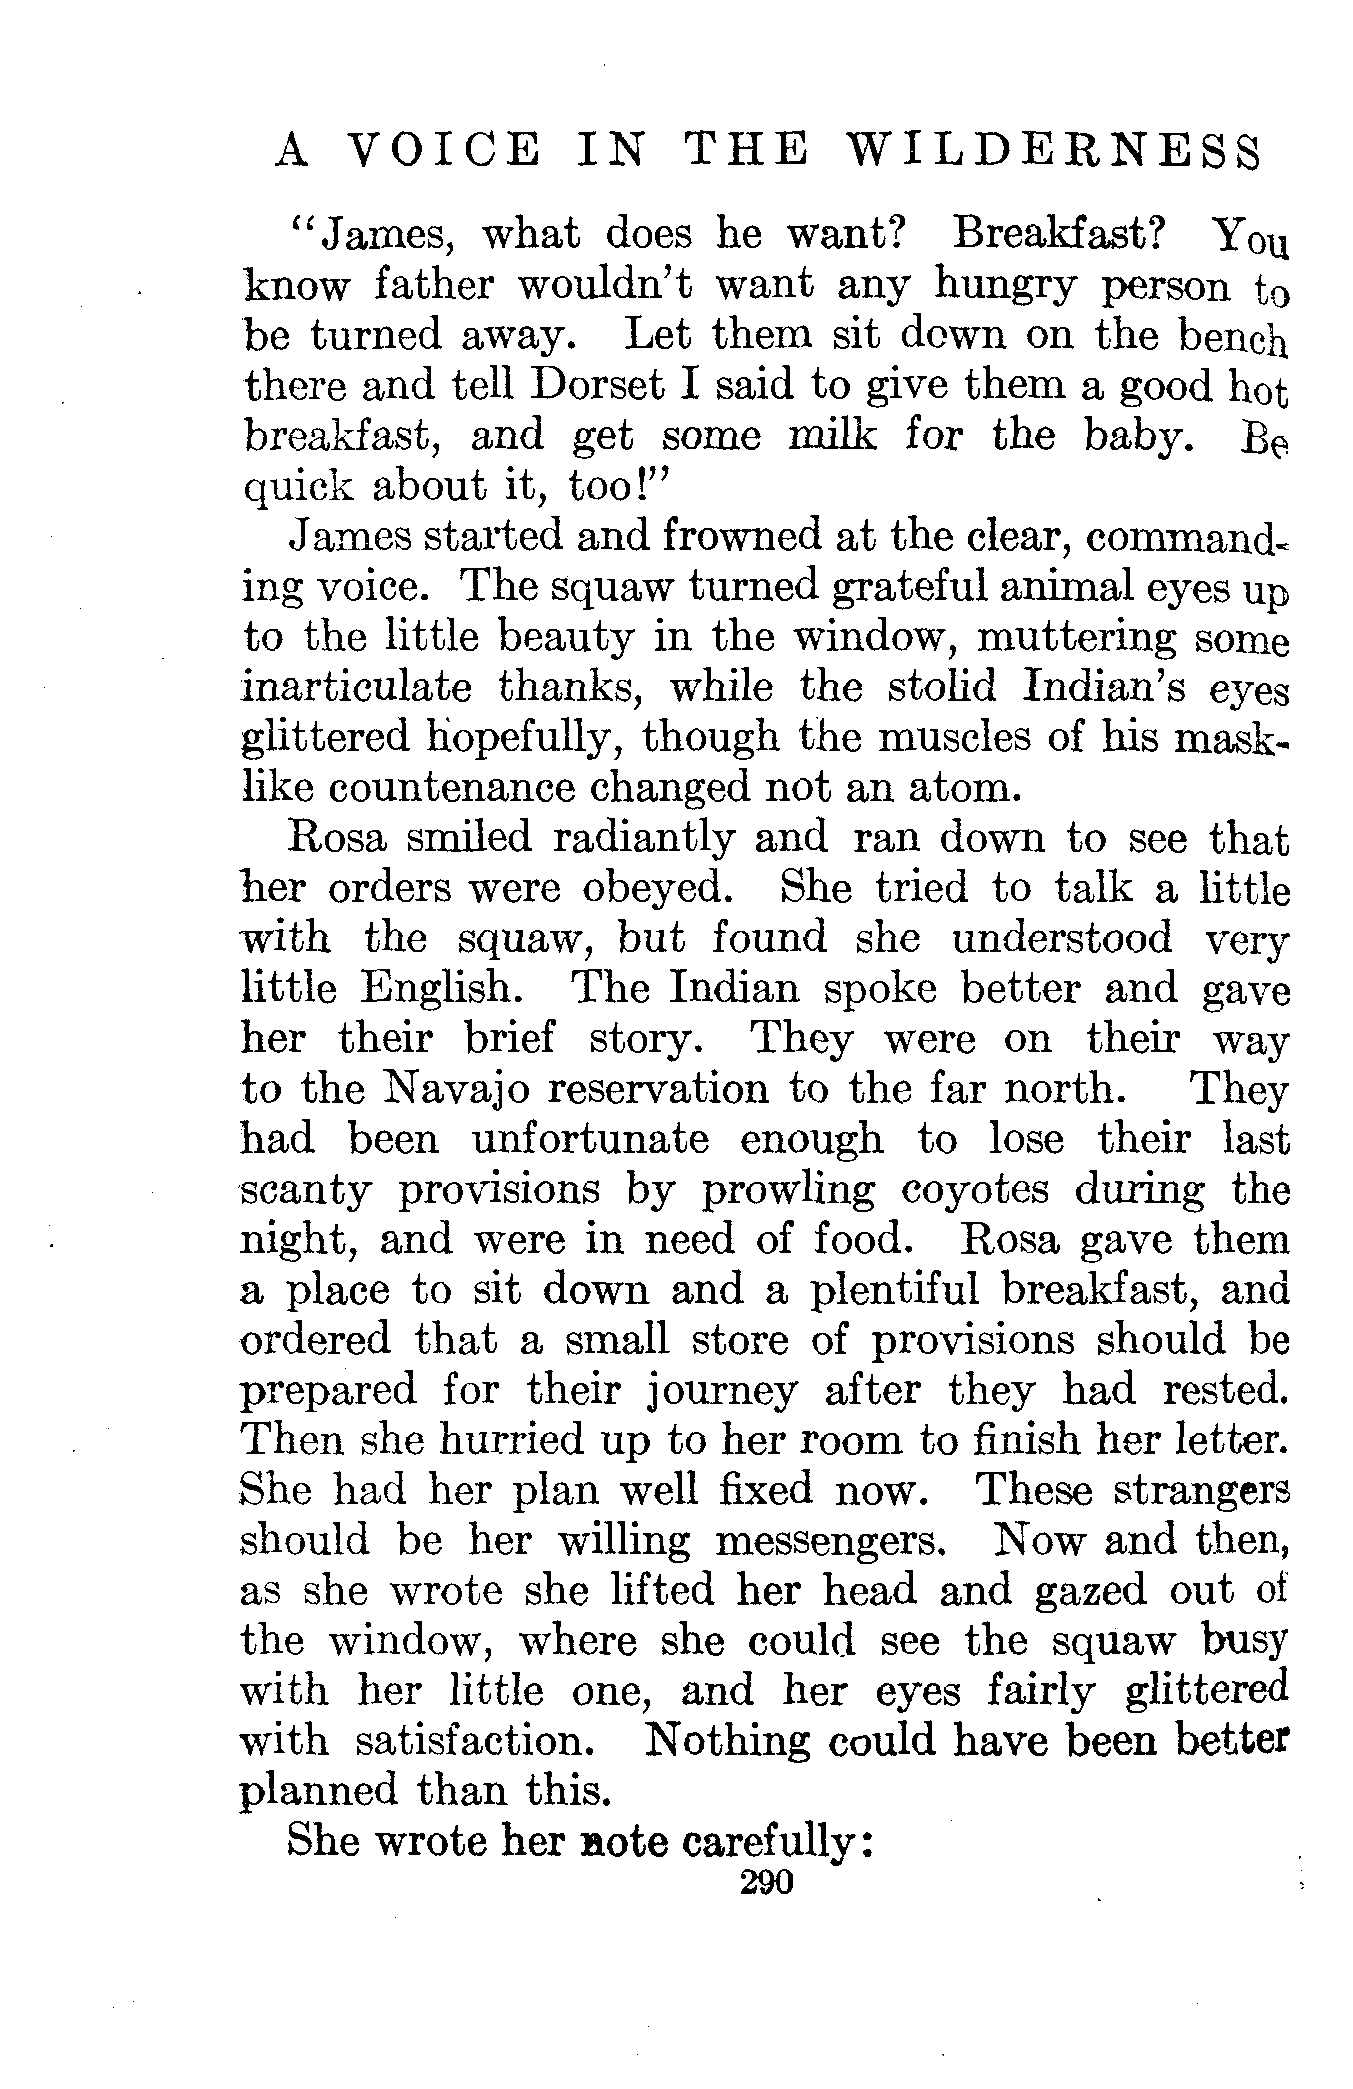 A VOICE IN THE WILDERNESS
"James, what does he want? Breakfast? You
know father wouldn't want any hungry person to
be turned away. Let them sit down on the bench
there and tell Dorset I said to give them a good hot
breakfast, and get some milk for the baby. Be
quick about it, too!"
James started and frowned at the clear, command-
ing voice. The squaw turned grateful animal eyes up
to the little beauty in the window, muttering some
inarticulate thanks, while the stolid Indian's eyes
glittered hopefully, though the muscles of his mask-
like countenance changed not an atom.
Rosa smiled radiantly and ran down to see that
her orders were obeyed. She tried to talk a little
with the squaw, but found she understood very
little English. The Indian spoke better and gave
her their brief story. They were on their way
to the Navajo reservation to the far north. They
had been unfortunate enough to lose their last
scanty provisions by prowling coyotes during the
night, and were in need of food. Rosa gave them
a place to sit down and a plentiful breakfast, and
ordered that a small store of provisions should be
prepared for their journey after they had rested.
Then she hurried up to her room to finish her letter.
She had her plan well fixed now. These strangers
should be her willing messengers. Now and then,
as she wrote she lifted her head and gazed out of
the window, where she could see the squaw busy
with her little one, and her eyes fairly glittered
with satisfaction. Nothing could have been better
planned than this.
She wrote her note carefully:
290